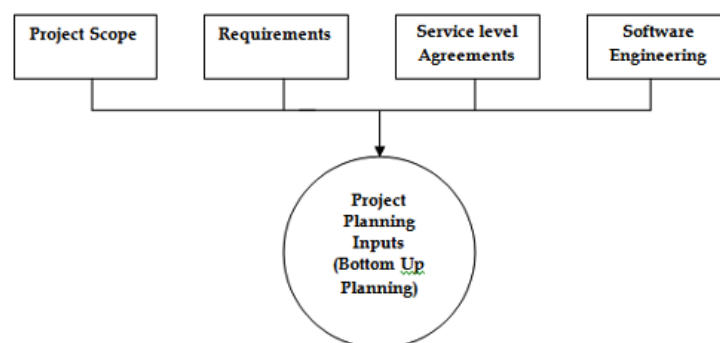 Project Scope
Requirements
Service level
Agreements
Software
Engineering
Project
Planning
Inputs
(Bottom Up
Planning)